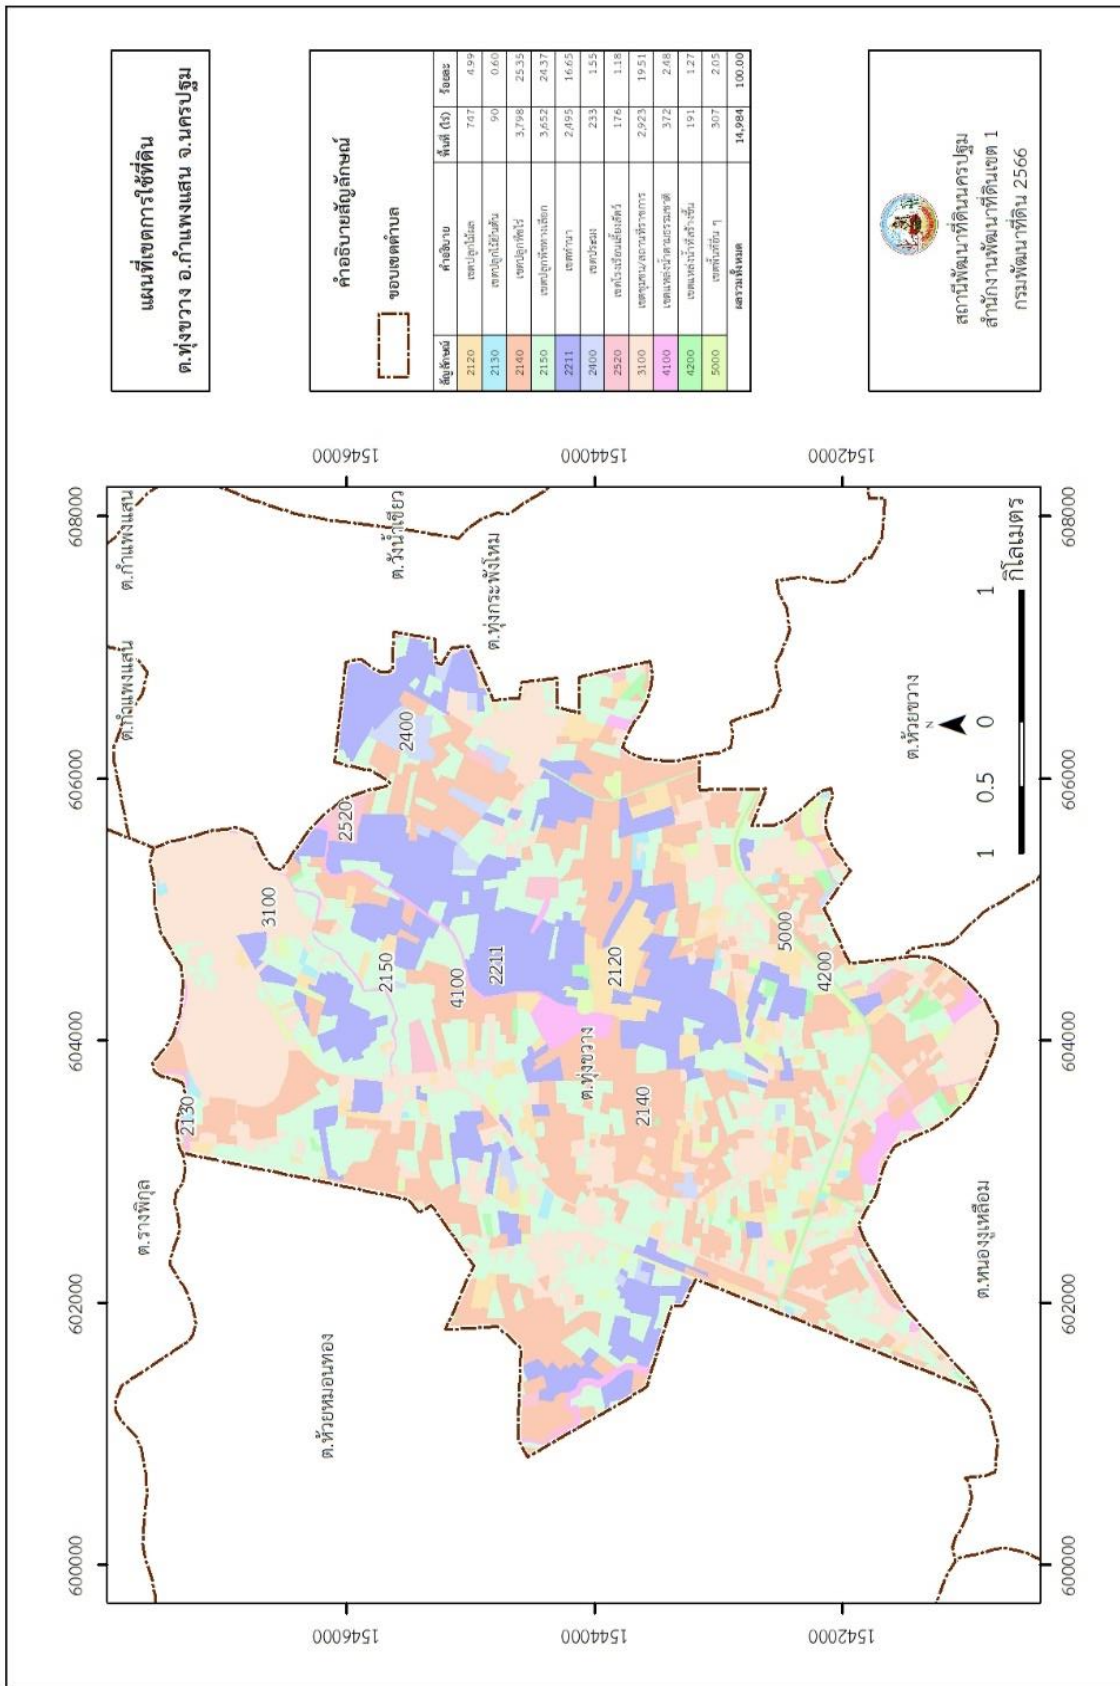 แผนที่เขตการใช้ที่ดิน
ต.ทุ่งขวาง อ.กำแพงแสน จ.นครปฐม
คำอธิบายสัญลักษณ์
ขอบเขตตำบล
สัญลักษณ์ คำอธิบาย พื้นที่ (ไร่) ร้อยละ
2120 เขตปลูกไม้ผล 747 4.99
2130 เขตปลูกไม้ยืนต้น 90 0.60
2140 เขตปลูกพืชไร่ 3,798 25.35
2150 เขตปลูกพืชทางเลือก 3,652 24.37
2211 เขตทำนา 2,495 16.65
2400 เขตประมง 233 1.55
2520 เขตโรงเรือนเลี้ยงสัตว์ 176 1.18
3100 เขตชุมชน/สถานที่ราชการ 2,923 19.51
4100 เขตแหล่งน้ำตามธรรมชาติ 372 2.48
4200 เขตแหล่งน้ำที่สร้างขึ้น 191 1.27
5000 เขตพื้นที่อื่น ๆ 307 2.05
ผลรวมทั้งหมด 14,984 100.00
สถานีพัฒนาที่ดินนครปฐม
สำนักงานพัฒนาที่ดินเขต 1
กรมพัฒนาที่ดิน 2566
600000 602000 604000 606000 608000
1546000
1546000
1544000
1544000
1542000
1542000
ต.กำแพงแสน
ต.กำแพงแสน
ต.รางพิกุล
ต.วังน้ำเขียว
ต.ทุ่งกระพังโหม
ต.ห้วยหมอนทอง
ต.ทุ่งขวาง
ต.ห้วยขวาง
ต.หนองงูเหลือม
2130
3100
2520
2400
2150
4100
2211
2120
2140
5000
4200
N
1 0.5 0 1
กิโลเมตร
600000 602000 604000 606000 608000